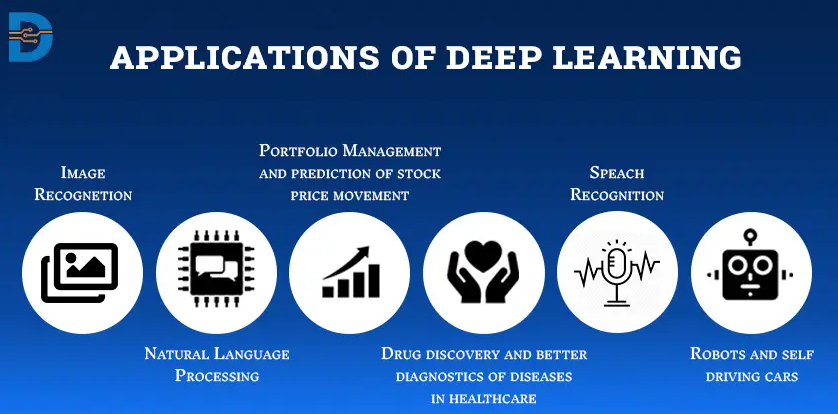 APPLICATIONS OF DEEP LEARNING
Image
Recognetion
Natural Language
Processing
Portfolio Management
and prediction of stock
price movement
Drug discovery and better
diagnostics of diseases
in healthcare
Speach
Recognition
Robots and self
driving cars